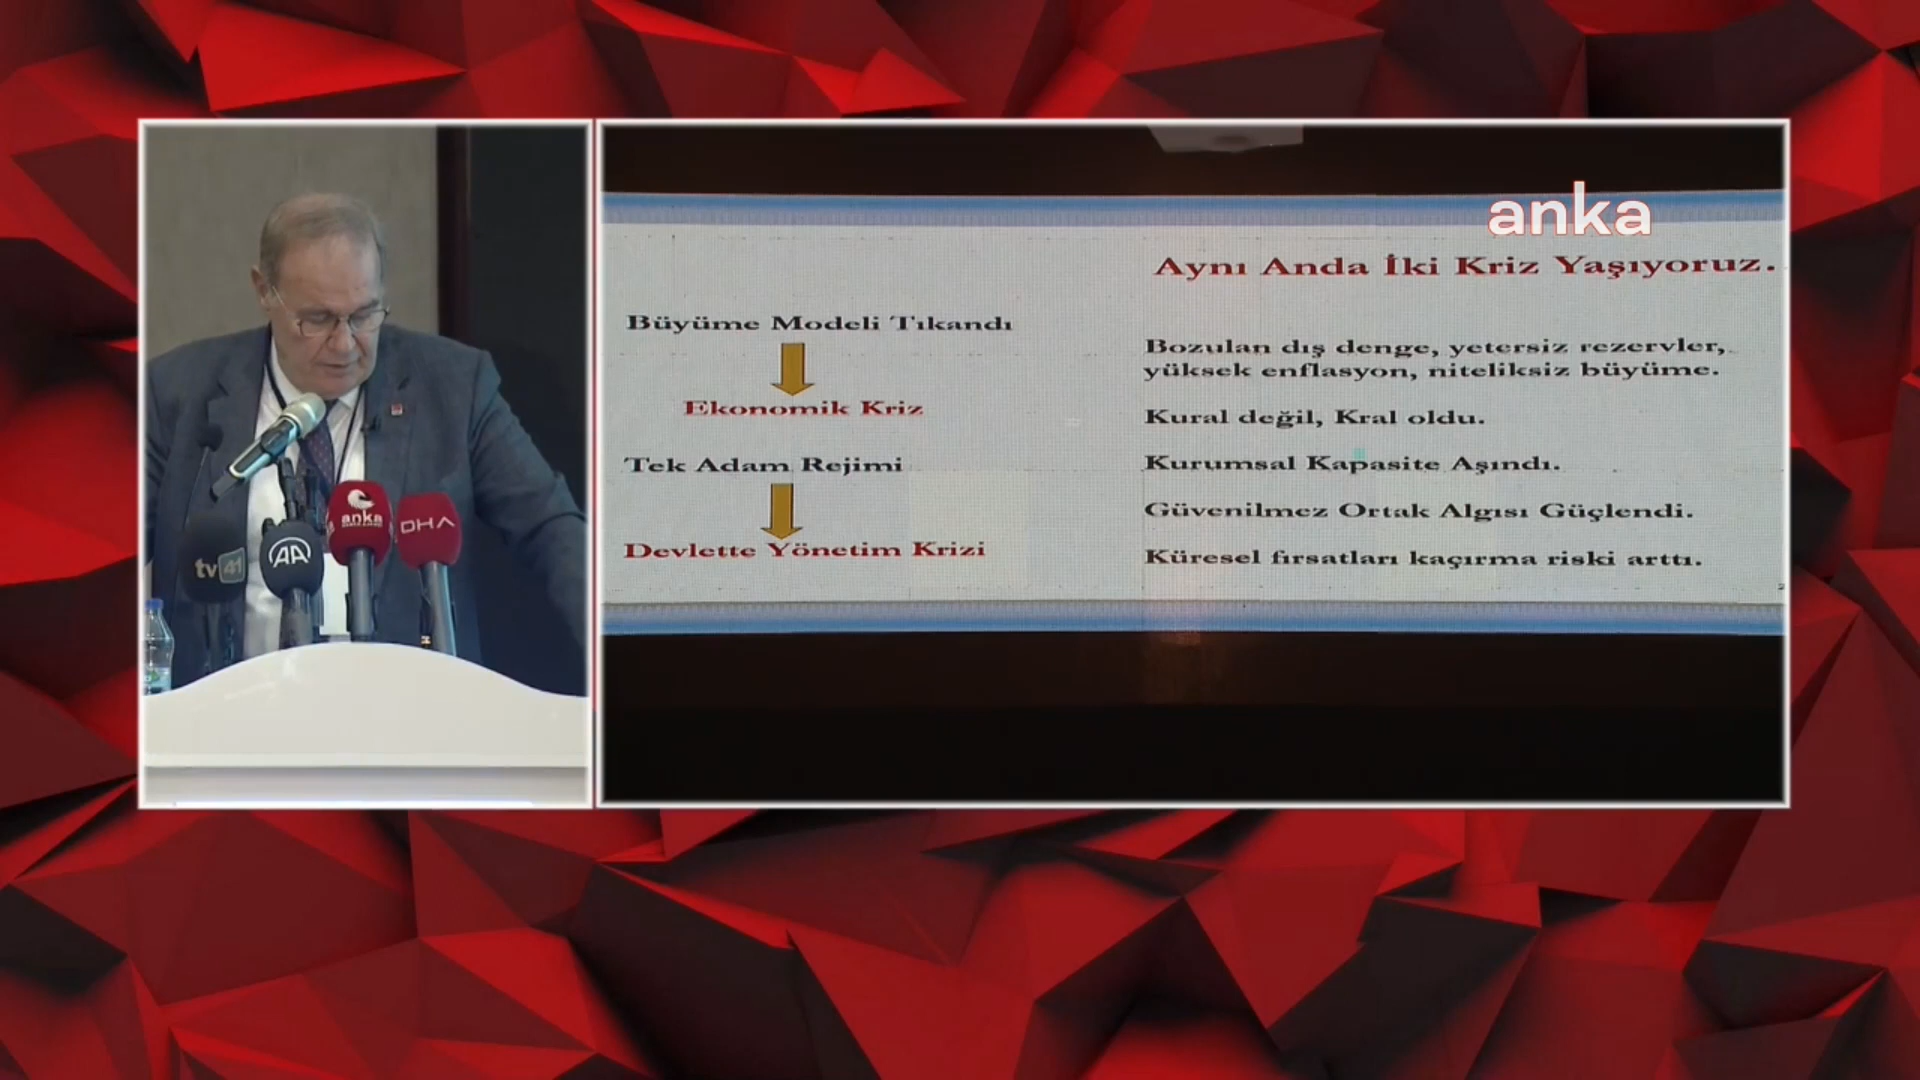 anka
Aynı Anda İki Kriz Yaşıyoruz.
Büyüme Modeli Tıkandı
Ekonomik Kriz
Tek Adam Rejimi
Devlette Yönetim Krizi
Bozulan dış denge, yetersiz rezervler,
yüksek enflasyon, niteliksiz büyüme.
Kural değil, Kral oldu.
Kurumsal Kapasite Aşındı.
Güvenilmez Ortak Algısı Güçlendi.
Küresel fırsatları kaçırma riski arttı.
tv 41
AA
anka
DHA